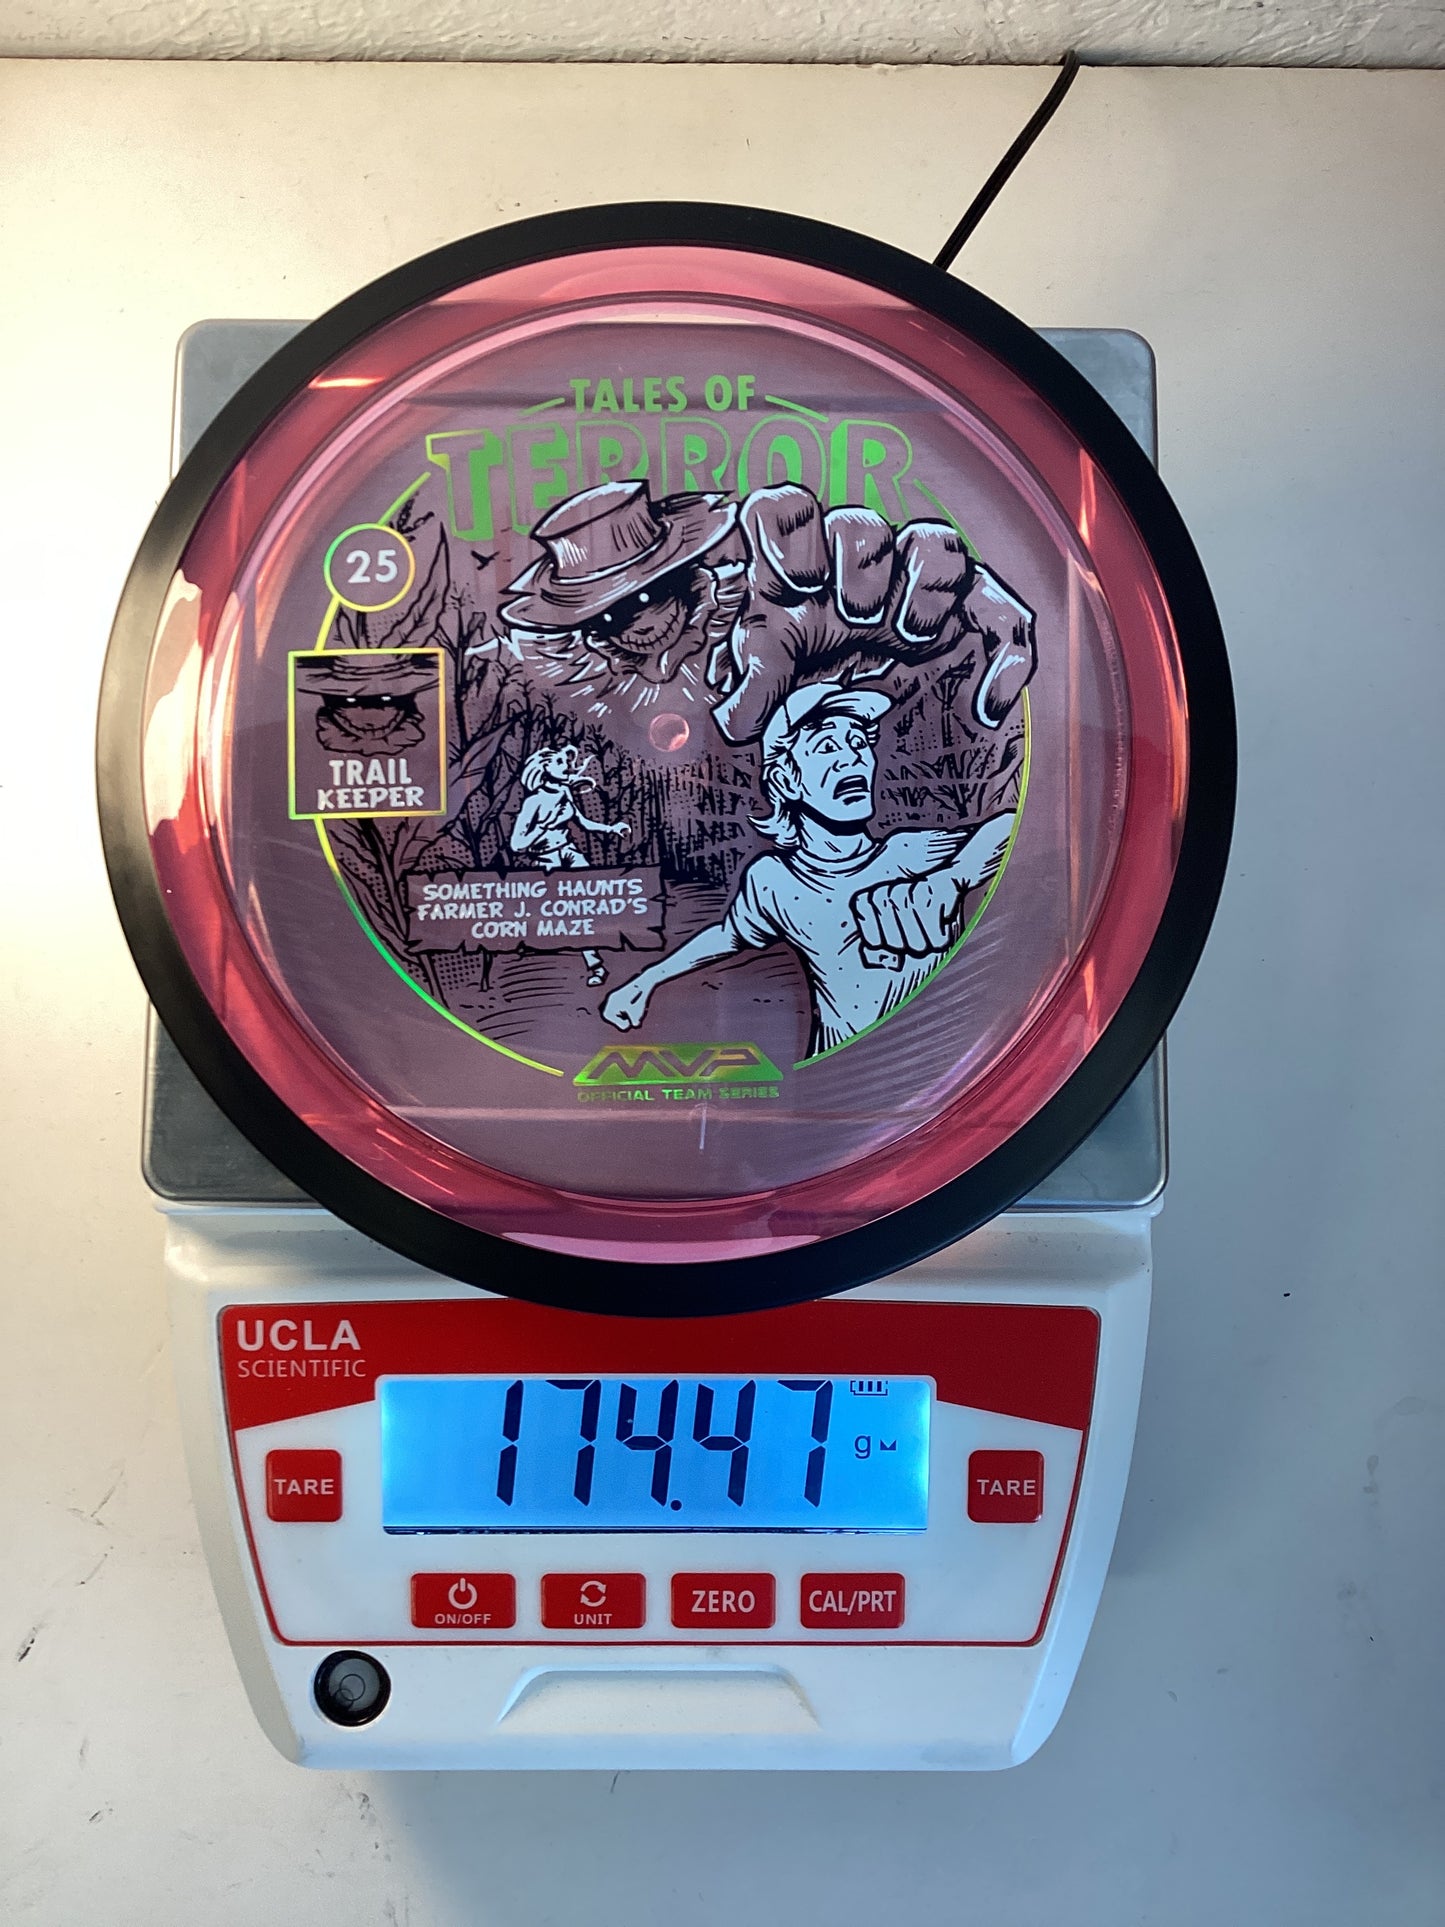 TALES OF
TERROR
25
TRAIL
KEEPER
SOMETHING HAUNTS
FARMER J. CONRAD'S
CORN MAZE
MVP
OFFICIAL TEAM SERIES
UCLA
SCIENTIFIC
174.47 g
TARE
TARE
ON/OFF
UNIT
ZERO
CAL/PRT